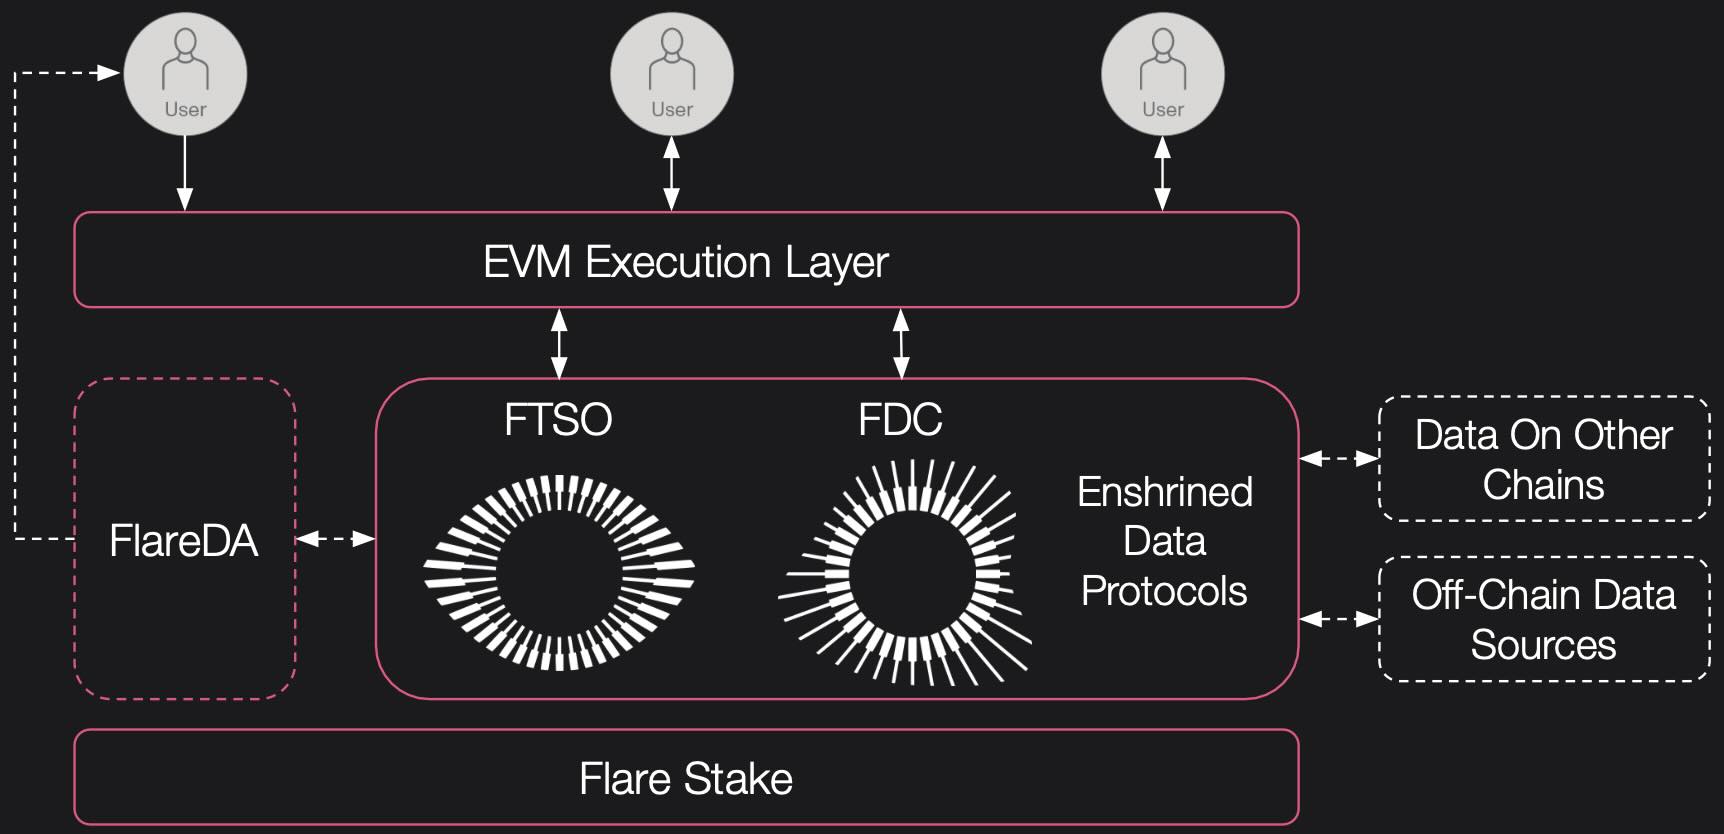 User
User
User
EVM Execution Layer
FTSO
FDC
Enshrined
Data
Protocols
FlareDA
Data On Other
Chains
Off-Chain Data
Sources
Flare Stake